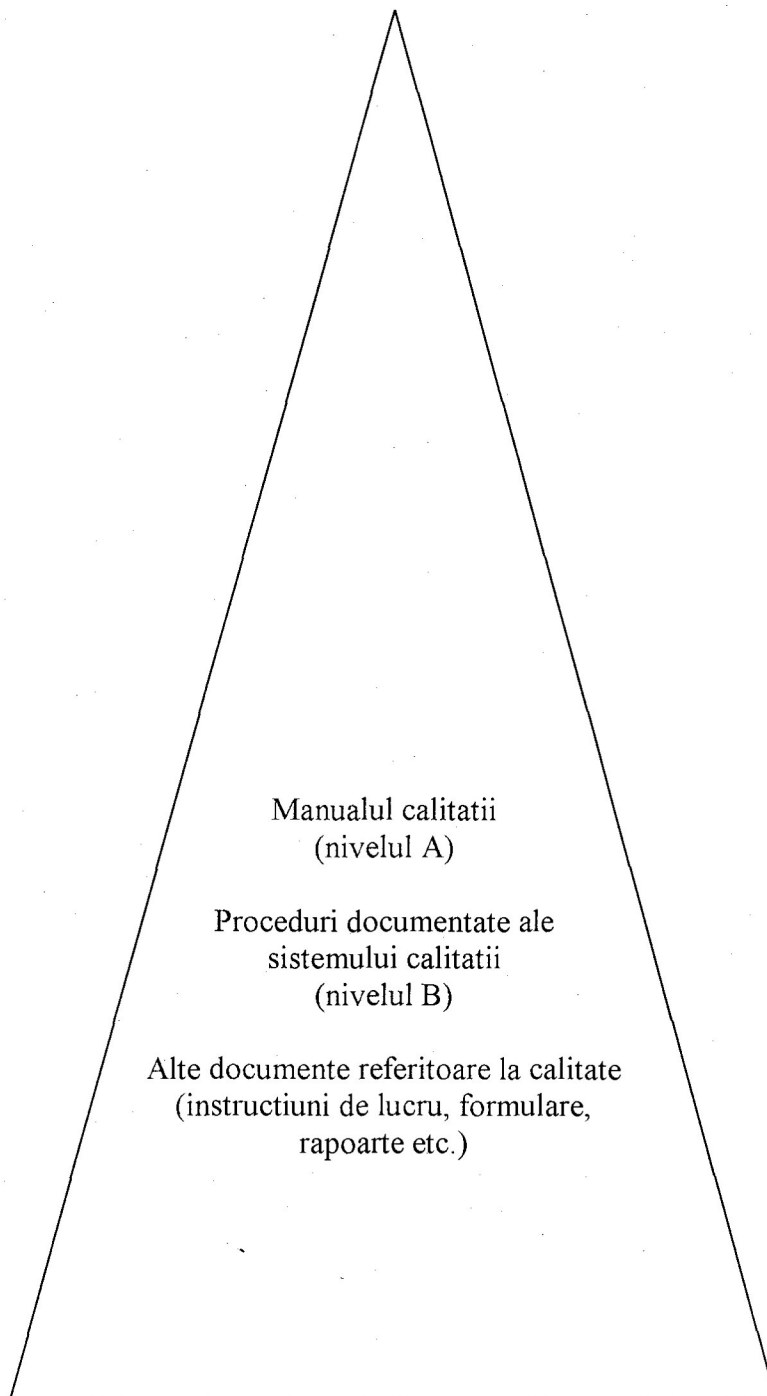 Manualul calitatii
(nivelul A)
Proceduri documentate ale
sistemului calitatii
(nivelul B)
Alte documente referitoare la calitate
(instructiuni de lucru, formulare,
rapoarte etc.)